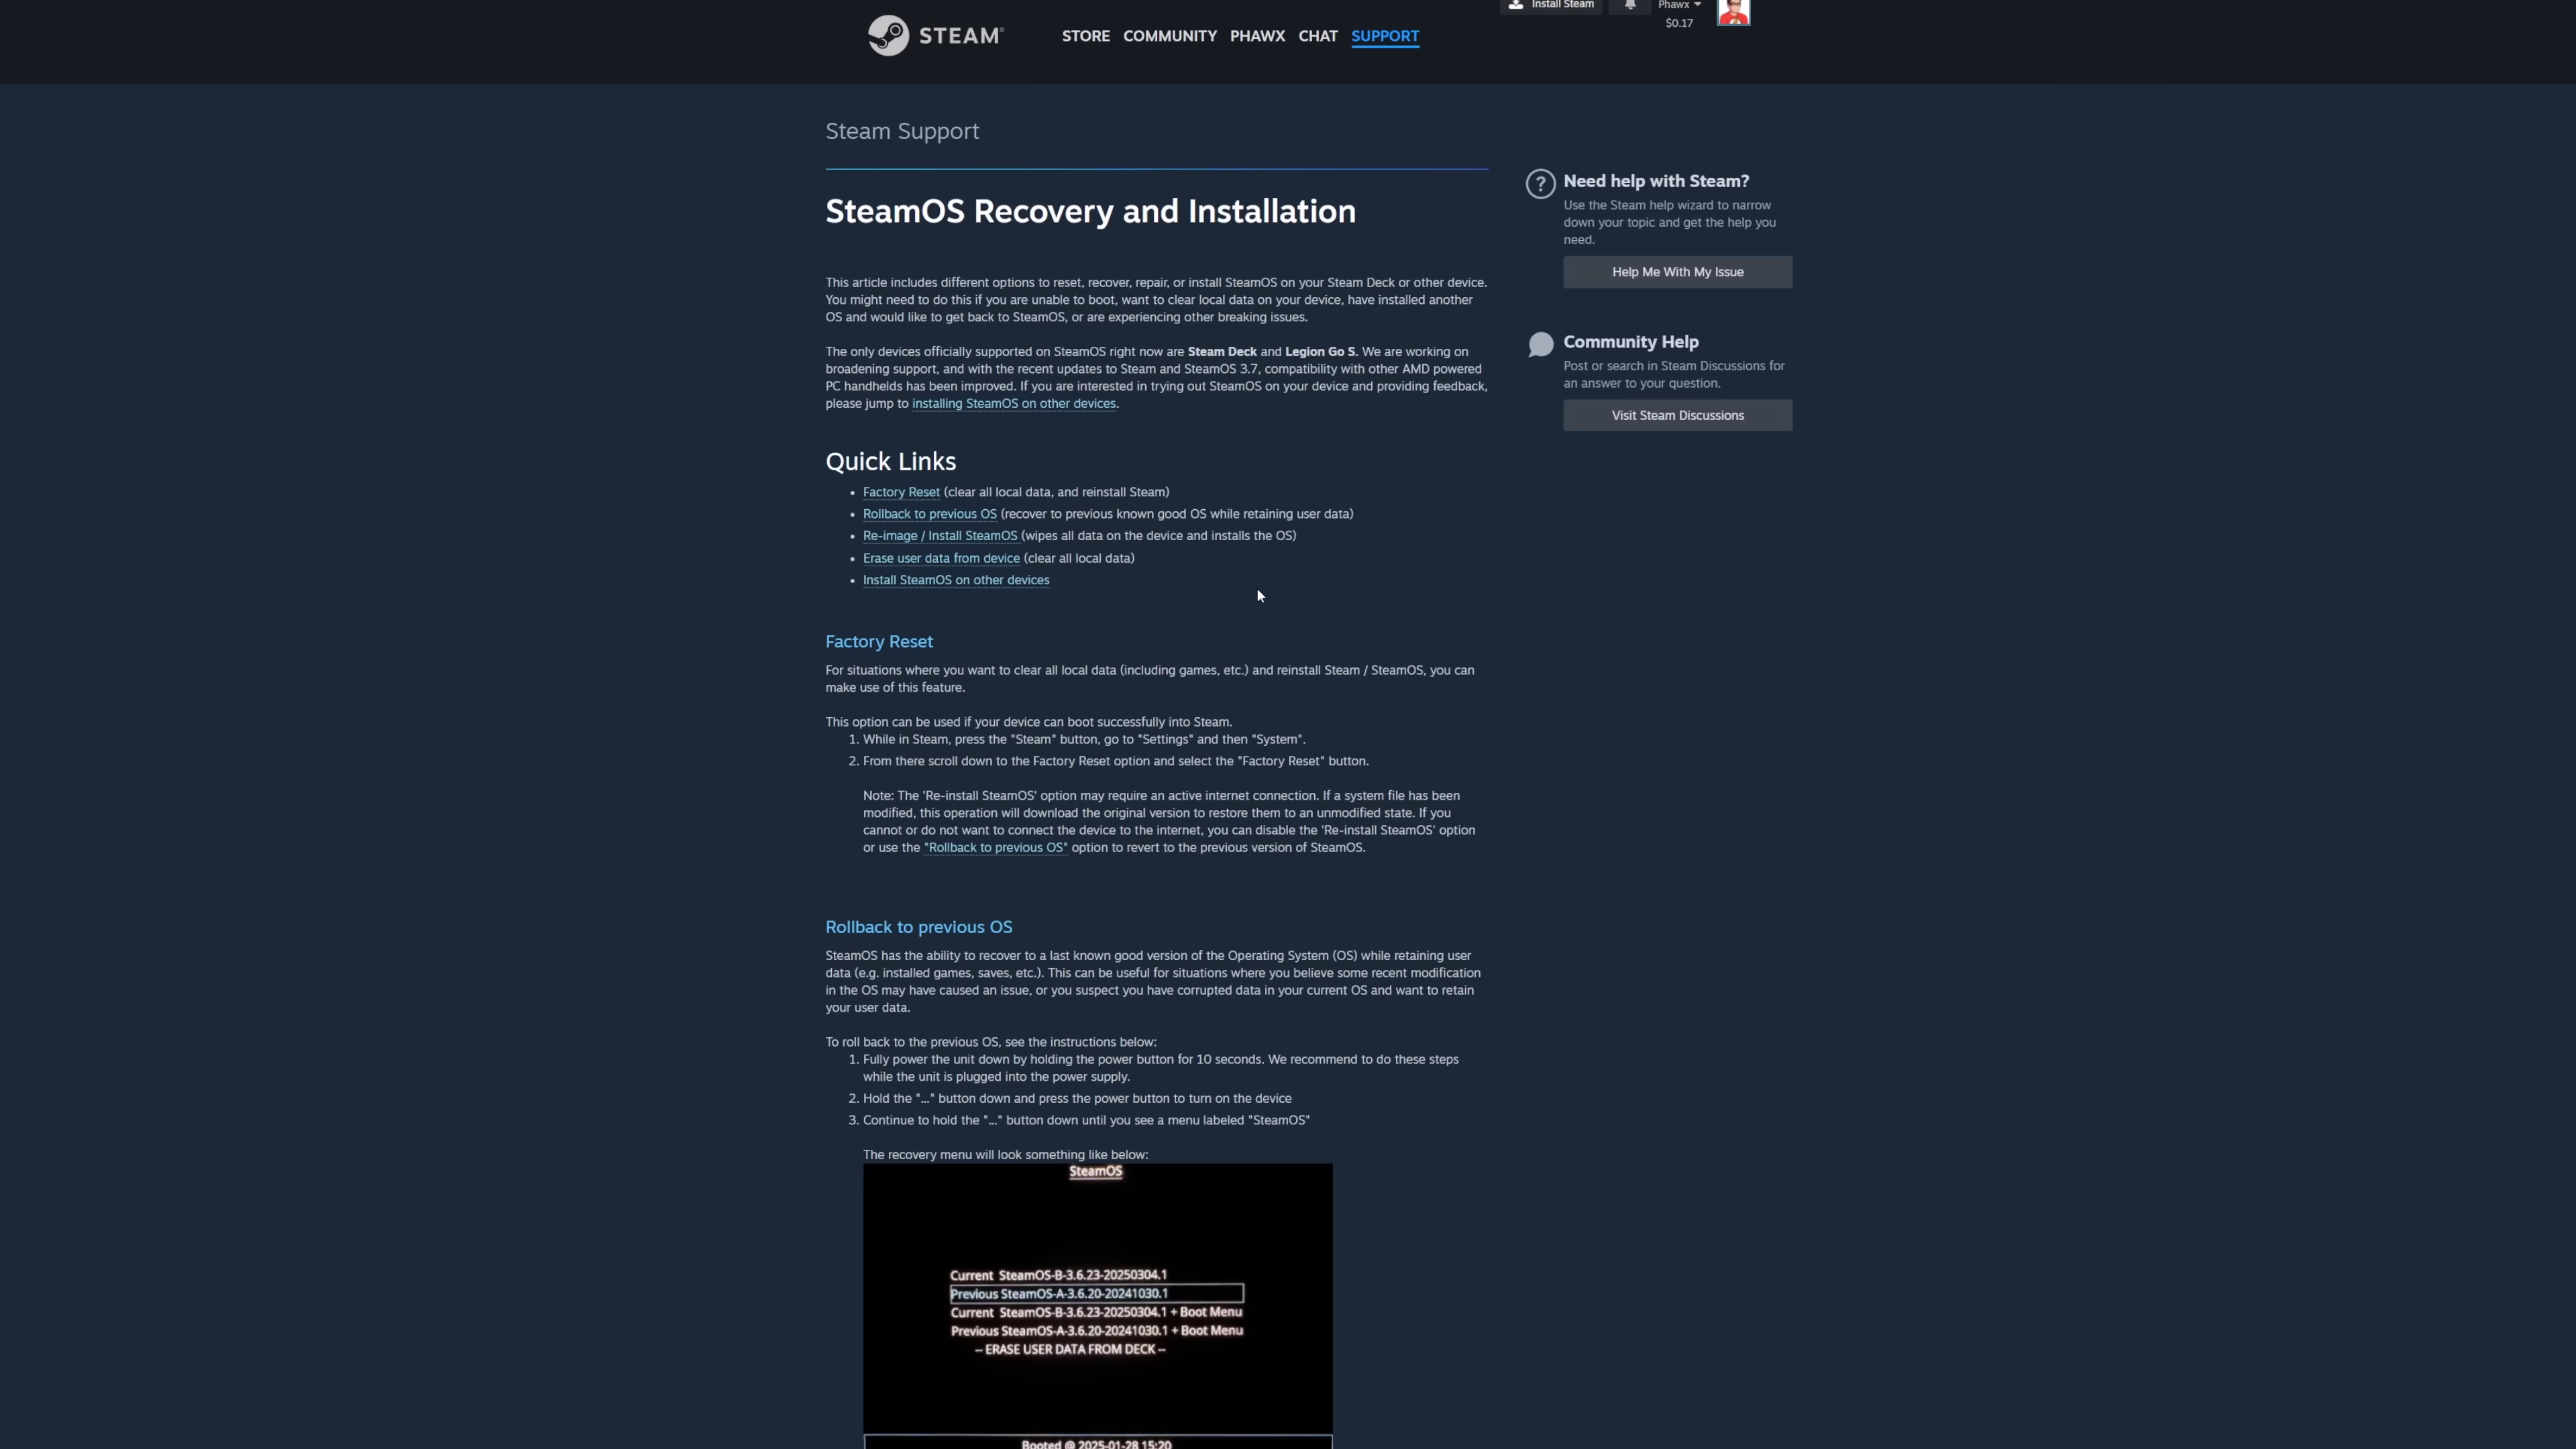 Install Steam
Phawx
$0.17
STEAM®
STORE COMMUNITY PHAWX CHAT SUPPORT
Steam Support
SteamOS Recovery and Installation
This article includes different options to reset, recover, repair, or install SteamOS on your Steam Deck or other device.
You might need to do this if you are unable to boot, want to clear local data on your device, have installed another
OS and would like to get back to SteamOS, or are experiencing other breaking issues.
The only devices officially supported on SteamOS right now are Steam Deck and Legion Go S. We are working on
broadening support, and with the recent updates to Steam and SteamOS 3.7, compatibility with other AMD powered
PC handhelds has been improved. If you are interested in trying out SteamOS on your device and providing feedback,
please jump to installing SteamOS on other devices.
Quick Links
• Factory Reset (clear all local data, and reinstall Steam)
• Rollback to previous OS (recover to previous known good OS while retaining user data)
• Re-image / Install SteamOS (wipes all data on the device and installs the OS)
• Erase user data from device (clear all local data)
• Install SteamOS on other devices
Factory Reset
For situations where you want to clear all local data (including games, etc.) and reinstall Steam / SteamOS, you can
make use of this feature.
This option can be used if your device can boot successfully into Steam.
1. While in Steam, press the "Steam" button, go to "Settings" and then "System".
2. From there scroll down to the Factory Reset option and select the "Factory Reset" button.
Note: The 'Re-install SteamOS' option may require an active internet connection. If a system file has been
modified, this operation will download the original version to restore them to an unmodified state. If you
cannot or do not want to connect the device to the internet, you can disable the 'Re-install SteamOS' option
or use the "Rollback to previous OS" option to revert to the previous version of SteamOS.
Rollback to previous OS
SteamOS has the ability to recover to a last known good version of the Operating System (OS) while retaining user
data (e.g. installed games, saves, etc.). This can be useful for situations where you believe some recent modification
in the OS may have caused an issue, or you suspect you have corrupted data in your current OS and want to retain
your user data.
To roll back to the previous OS, see the instructions below:
1. Fully power the unit down by holding the power button for 10 seconds. We recommend to do these steps
while the unit is plugged into the power supply.
2. Hold the "..." button down and press the power button to turn on the device
3. Continue to hold the "..." button down until you see a menu labeled "SteamOS"
The recovery menu will look something like below:
SteamOS
Current SteamOS-B-3.6.23-20250304.1
Previous SteamOS-A-3.6.20-20241030.1
Current SteamOS-B-3.6.23-20250304.1 + Boot Menu
Previous SteamOS-A-3.6.20-20241030.1 + Boot Menu
-- ERASE USER DATA FROM DECK --
Booted @ 2025-01-28 15:20
Need help with Steam?
Use the Steam help wizard to narrow
down your topic and get the help you
need.
Help Me With My Issue
Community Help
Post or search in Steam Discussions for
an answer to your question.
Visit Steam Discussions